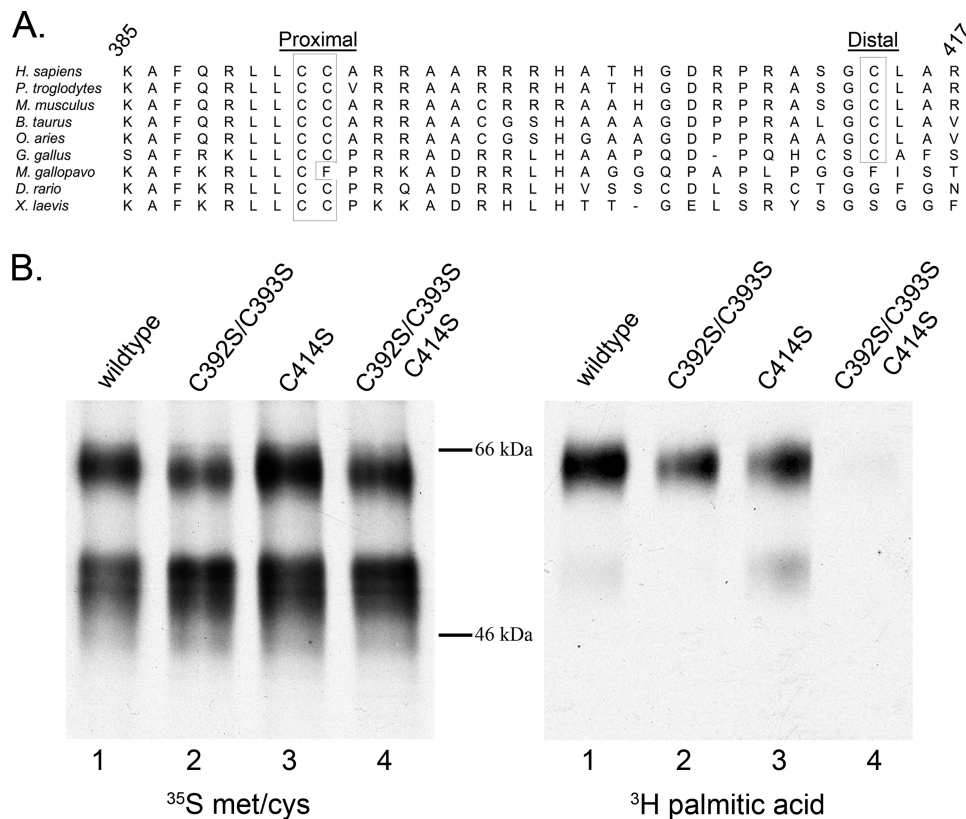 A.
385
Proximal
Distal
417
H. sapiens K A F Q R L L C C A R R A A R R R H A T H G D R P R A S G C L A R
P. troglodytes K A F Q R L L C C V R R A A R R R H A T H G D R P R A S G C L A R
M. musculus K A F Q R L L C C A R R A A C R R H A A H G D R P R A S G C L A R
B. taurus K A F Q R L L C C A R R A A C G S H A A A G D P P R A L G C L A V
O. aries K A F Q R L L C C A R R A A C G S H G A A G D P P R A A G C L A V
G. gallus S A F R K L L C C P R R A D R R L H A A P Q D - P Q H C S C A F S
M. gallopavo K A F K R L L C F P R K A D R R L H A G G Q P A P L P G G F I S T
D. rario K A F K R L L C C P R Q A D R R L H V S S C D L S R C T G G F G N
X. laevis K A F K R L L C C P K K A D R H L H T T - G E L S R Y S G S G G F
B.
wildtype
C392S/C393S
C414S
C392S/C393S
C414S
wildtype
C392S/C393S
C414S
C392S/C393S
C414S
66 kDa
46 kDa
1 2 3 4
1 2 3 4
³⁵S met/cys
³H palmitic acid